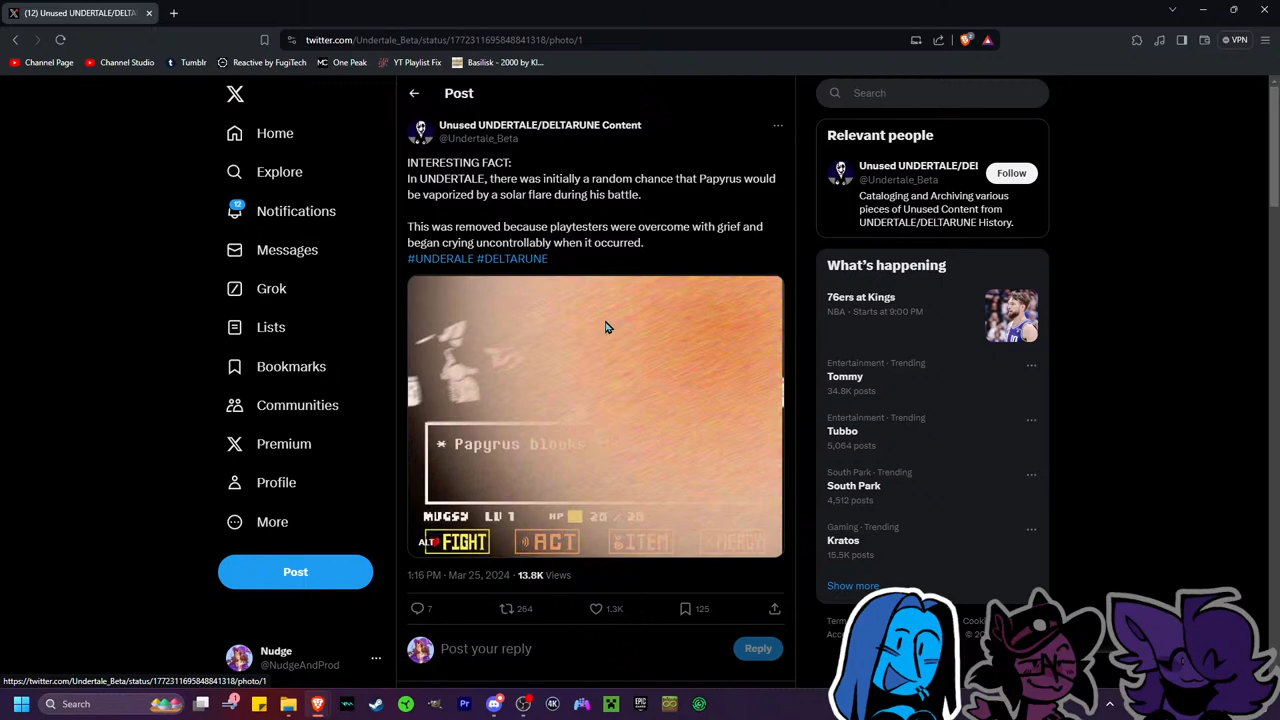 (12) Unused UNDERTALE/DELTA
twitter.com/Undertale_Beta/status/1772311695848841318/photo/1
VPN
Channel Page
Channel Studio
Tumblr
Reactive by FugiTech
One Peak
YT Playlist Fix
Basilisk - 2000 by Kl...
Home
Explore
12
Notifications
Messages
Grok
Lists
Bookmarks
Communities
Premium
Profile
More
Post
Nudge
@NudgeAndProd
https://twitter.com/Undertale_Beta/status/1772311695848841318/photo/1
Post
Unused UNDERTALE/DELTARUNE Content
@Undertale_Beta
INTERESTING FACT:
In UNDERTALE, there was initially a random chance that Papyrus would
be vaporized by a solar flare during his battle.
This was removed because playtesters were overcome with grief and
began crying uncontrollably when it occurred.
#UNDERALE #DELTARUNE
* Papyrus blocks
MUGSY LV 1 HP 20 / 20
ALT FIGHT ACT ITEM MERCY
1:16 PM · Mar 25, 2024 · 13.8K Views
7 264 1.3K 125
Post your reply
Reply
Search
Relevant people
Unused UNDERTALE/DEL
@Undertale_Beta
Follow
Cataloging and Archiving various
pieces of Unused Content from
UNDERTALE/DELTARUNE History.
What's happening
76ers at Kings
NBA · Starts at 9:00 PM
Entertainment · Trending
Tommy
34.8K posts
Entertainment · Trending
Tubbo
5,064 posts
South Park · Trending
South Park
4,512 posts
Gaming · Trending
Kratos
15.5K posts
Show more
Search